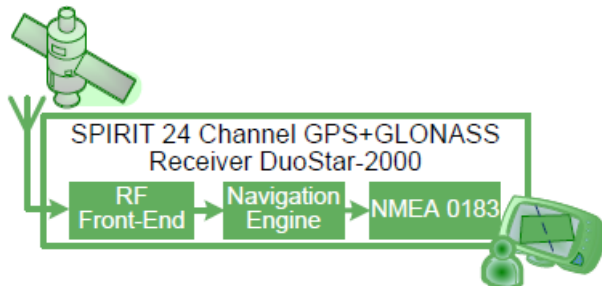 SPIRIT 24 Channel GPS+GLONASS
Receiver DuoStar-2000
RF
Front-End
Navigation
Engine
NMEA 0183